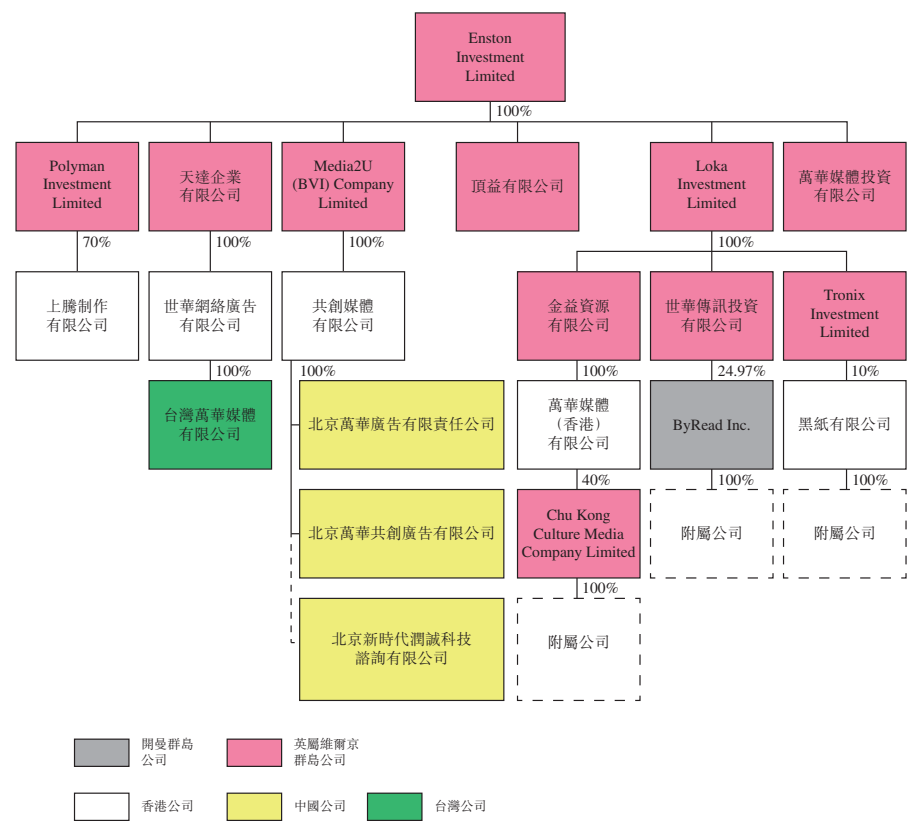 Enston
Investment
Limited
100%
Polyman
Investment
Limited
天達企業
有限公司
Media2U
(BVI) Company
Limited
頂益有限公司
Loka
Investment
Limited
萬華媒體投資
有限公司
70%
100%
100%
100%
上騰制作
有限公司
世華網絡廣告
有限公司
共創媒體
有限公司
金益資源
有限公司
世華傳訊投資
有限公司
Tronix
Investment
Limited
100%
100%
100%
24.97%
10%
台灣萬華媒體
有限公司
北京萬華廣告有限責任公司
萬華媒體
（香港）
有限公司
ByRead Inc.
黑紙有限公司
40%
100%
100%
北京萬華共創廣告有限公司
Chu Kong
Culture Media
Company Limited
附屬公司
附屬公司
100%
北京新時代潤誠科技
諮詢有限公司
附屬公司
開曼群島
公司
英屬維爾京
群島公司
香港公司
中國公司
台灣公司